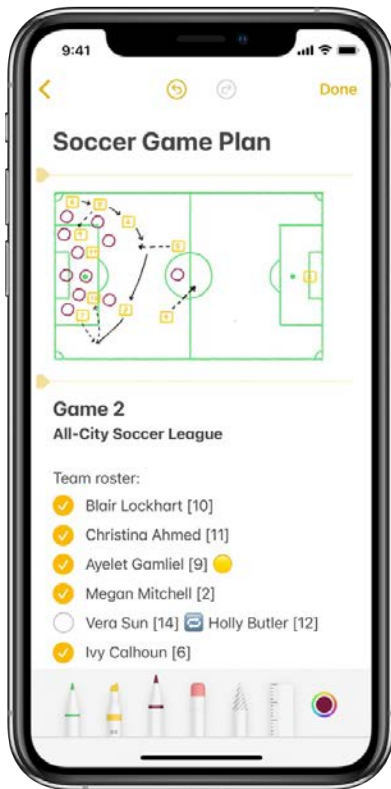 9:41
Done
Soccer Game Plan
Game 2
All-City Soccer League
Team roster:
Blair Lockhart [10]
Christina Ahmed [11]
Ayelet Gamliel [9]
Megan Mitchell [2]
Vera Sun [14] 🔁 Holly Butler [12]
Ivy Calhoun [6]